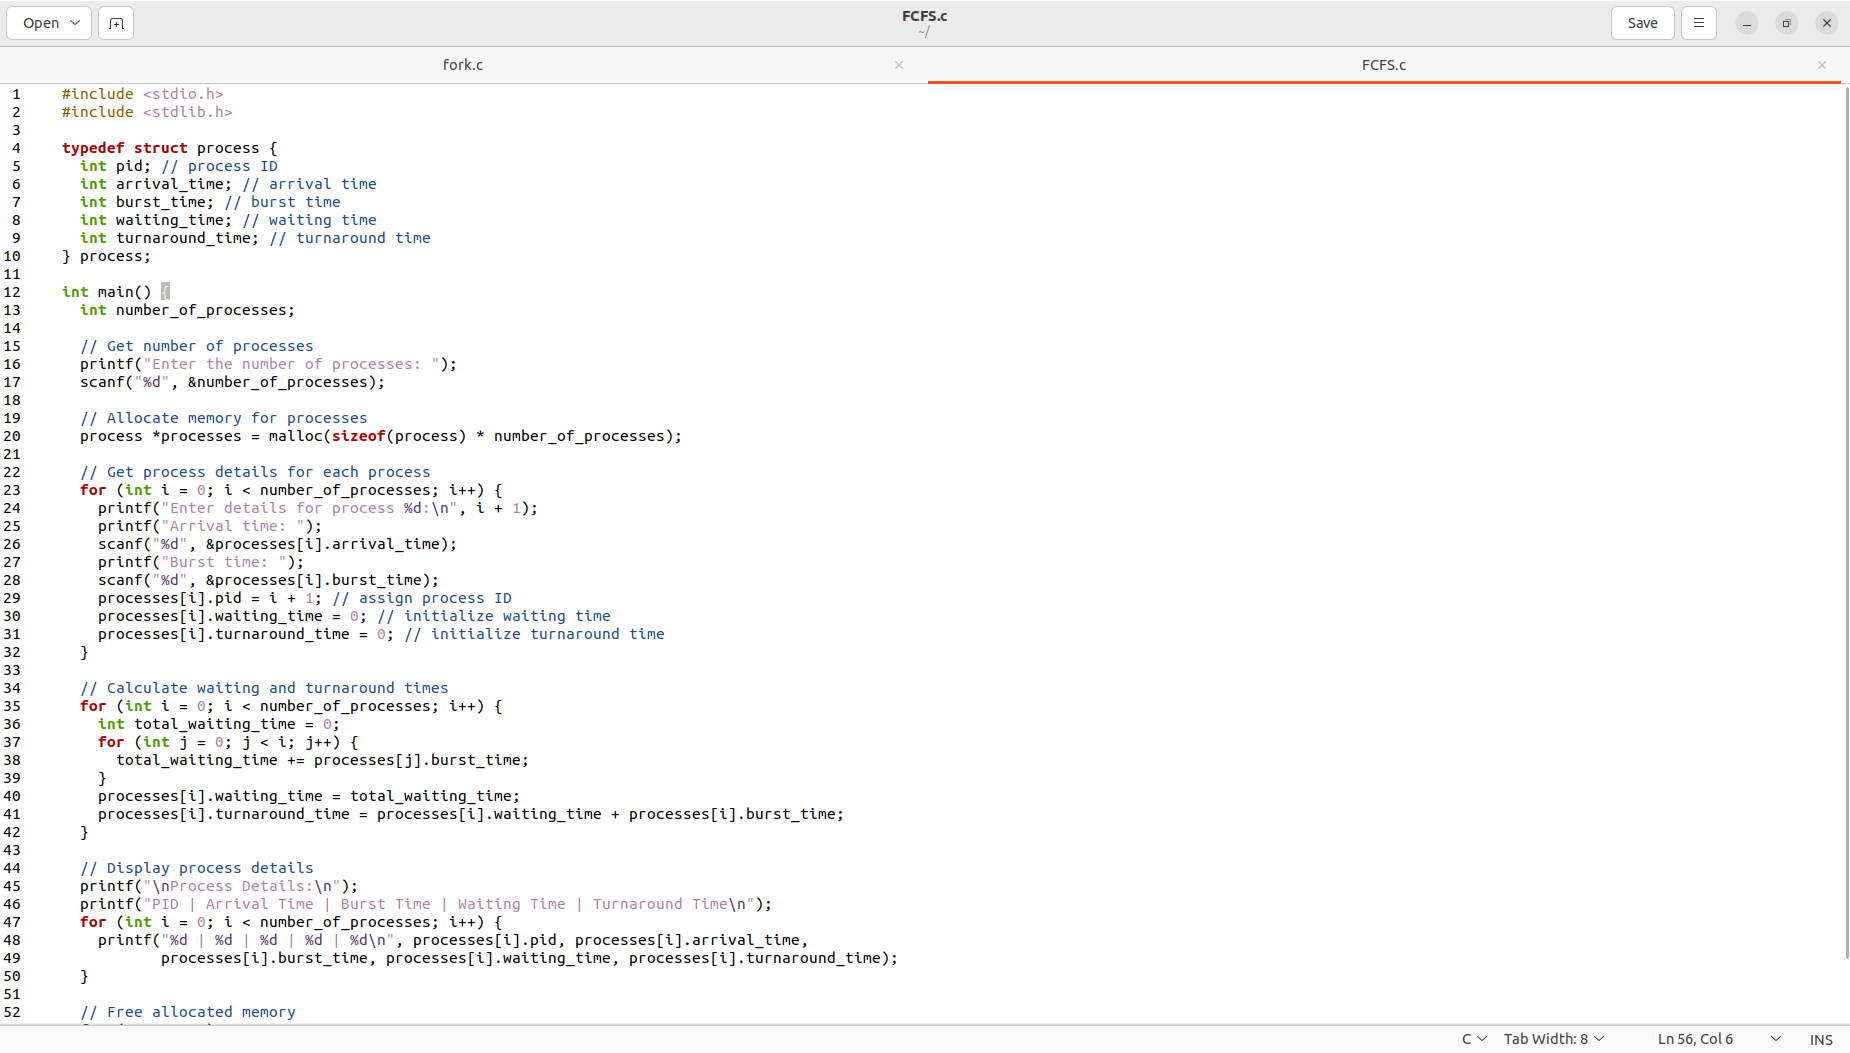 Open
FCFS.c
~/
Save
fork.c
FCFS.c
1 #include <stdio.h>
2 #include <stdlib.h>
3
4 typedef struct process {
5   int pid; // process ID
6   int arrival_time; // arrival time
7   int burst_time; // burst time
8   int waiting_time; // waiting time
9   int turnaround_time; // turnaround time
10 } process;
11
12 int main() {
13   int number_of_processes;
14
15   // Get number of processes
16   printf("Enter the number of processes: ");
17   scanf("%d", &number_of_processes);
18
19   // Allocate memory for processes
20   process *processes = malloc(sizeof(process) * number_of_processes);
21
22   // Get process details for each process
23   for (int i = 0; i < number_of_processes; i++) {
24     printf("Enter details for process %d:\n", i + 1);
25     printf("Arrival time: ");
26     scanf("%d", &processes[i].arrival_time);
27     printf("Burst time: ");
28     scanf("%d", &processes[i].burst_time);
29     processes[i].pid = i + 1; // assign process ID
30     processes[i].waiting_time = 0; // initialize waiting time
31     processes[i].turnaround_time = 0; // initialize turnaround time
32   }
33
34   // Calculate waiting and turnaround times
35   for (int i = 0; i < number_of_processes; i++) {
36     int total_waiting_time = 0;
37     for (int j = 0; j < i; j++) {
38       total_waiting_time += processes[j].burst_time;
39     }
40     processes[i].waiting_time = total_waiting_time;
41     processes[i].turnaround_time = processes[i].waiting_time + processes[i].burst_time;
42   }
43
44   // Display process details
45   printf("\nProcess Details:\n");
46   printf("PID | Arrival Time | Burst Time | Waiting Time | Turnaround Time\n");
47   for (int i = 0; i < number_of_processes; i++) {
48     printf("%d | %d | %d | %d | %d\n", processes[i].pid, processes[i].arrival_time,
49            processes[i].burst_time, processes[i].waiting_time, processes[i].turnaround_time);
50   }
51
52   // Free allocated memory
C
Tab Width: 8
Ln 56, Col 6
INS